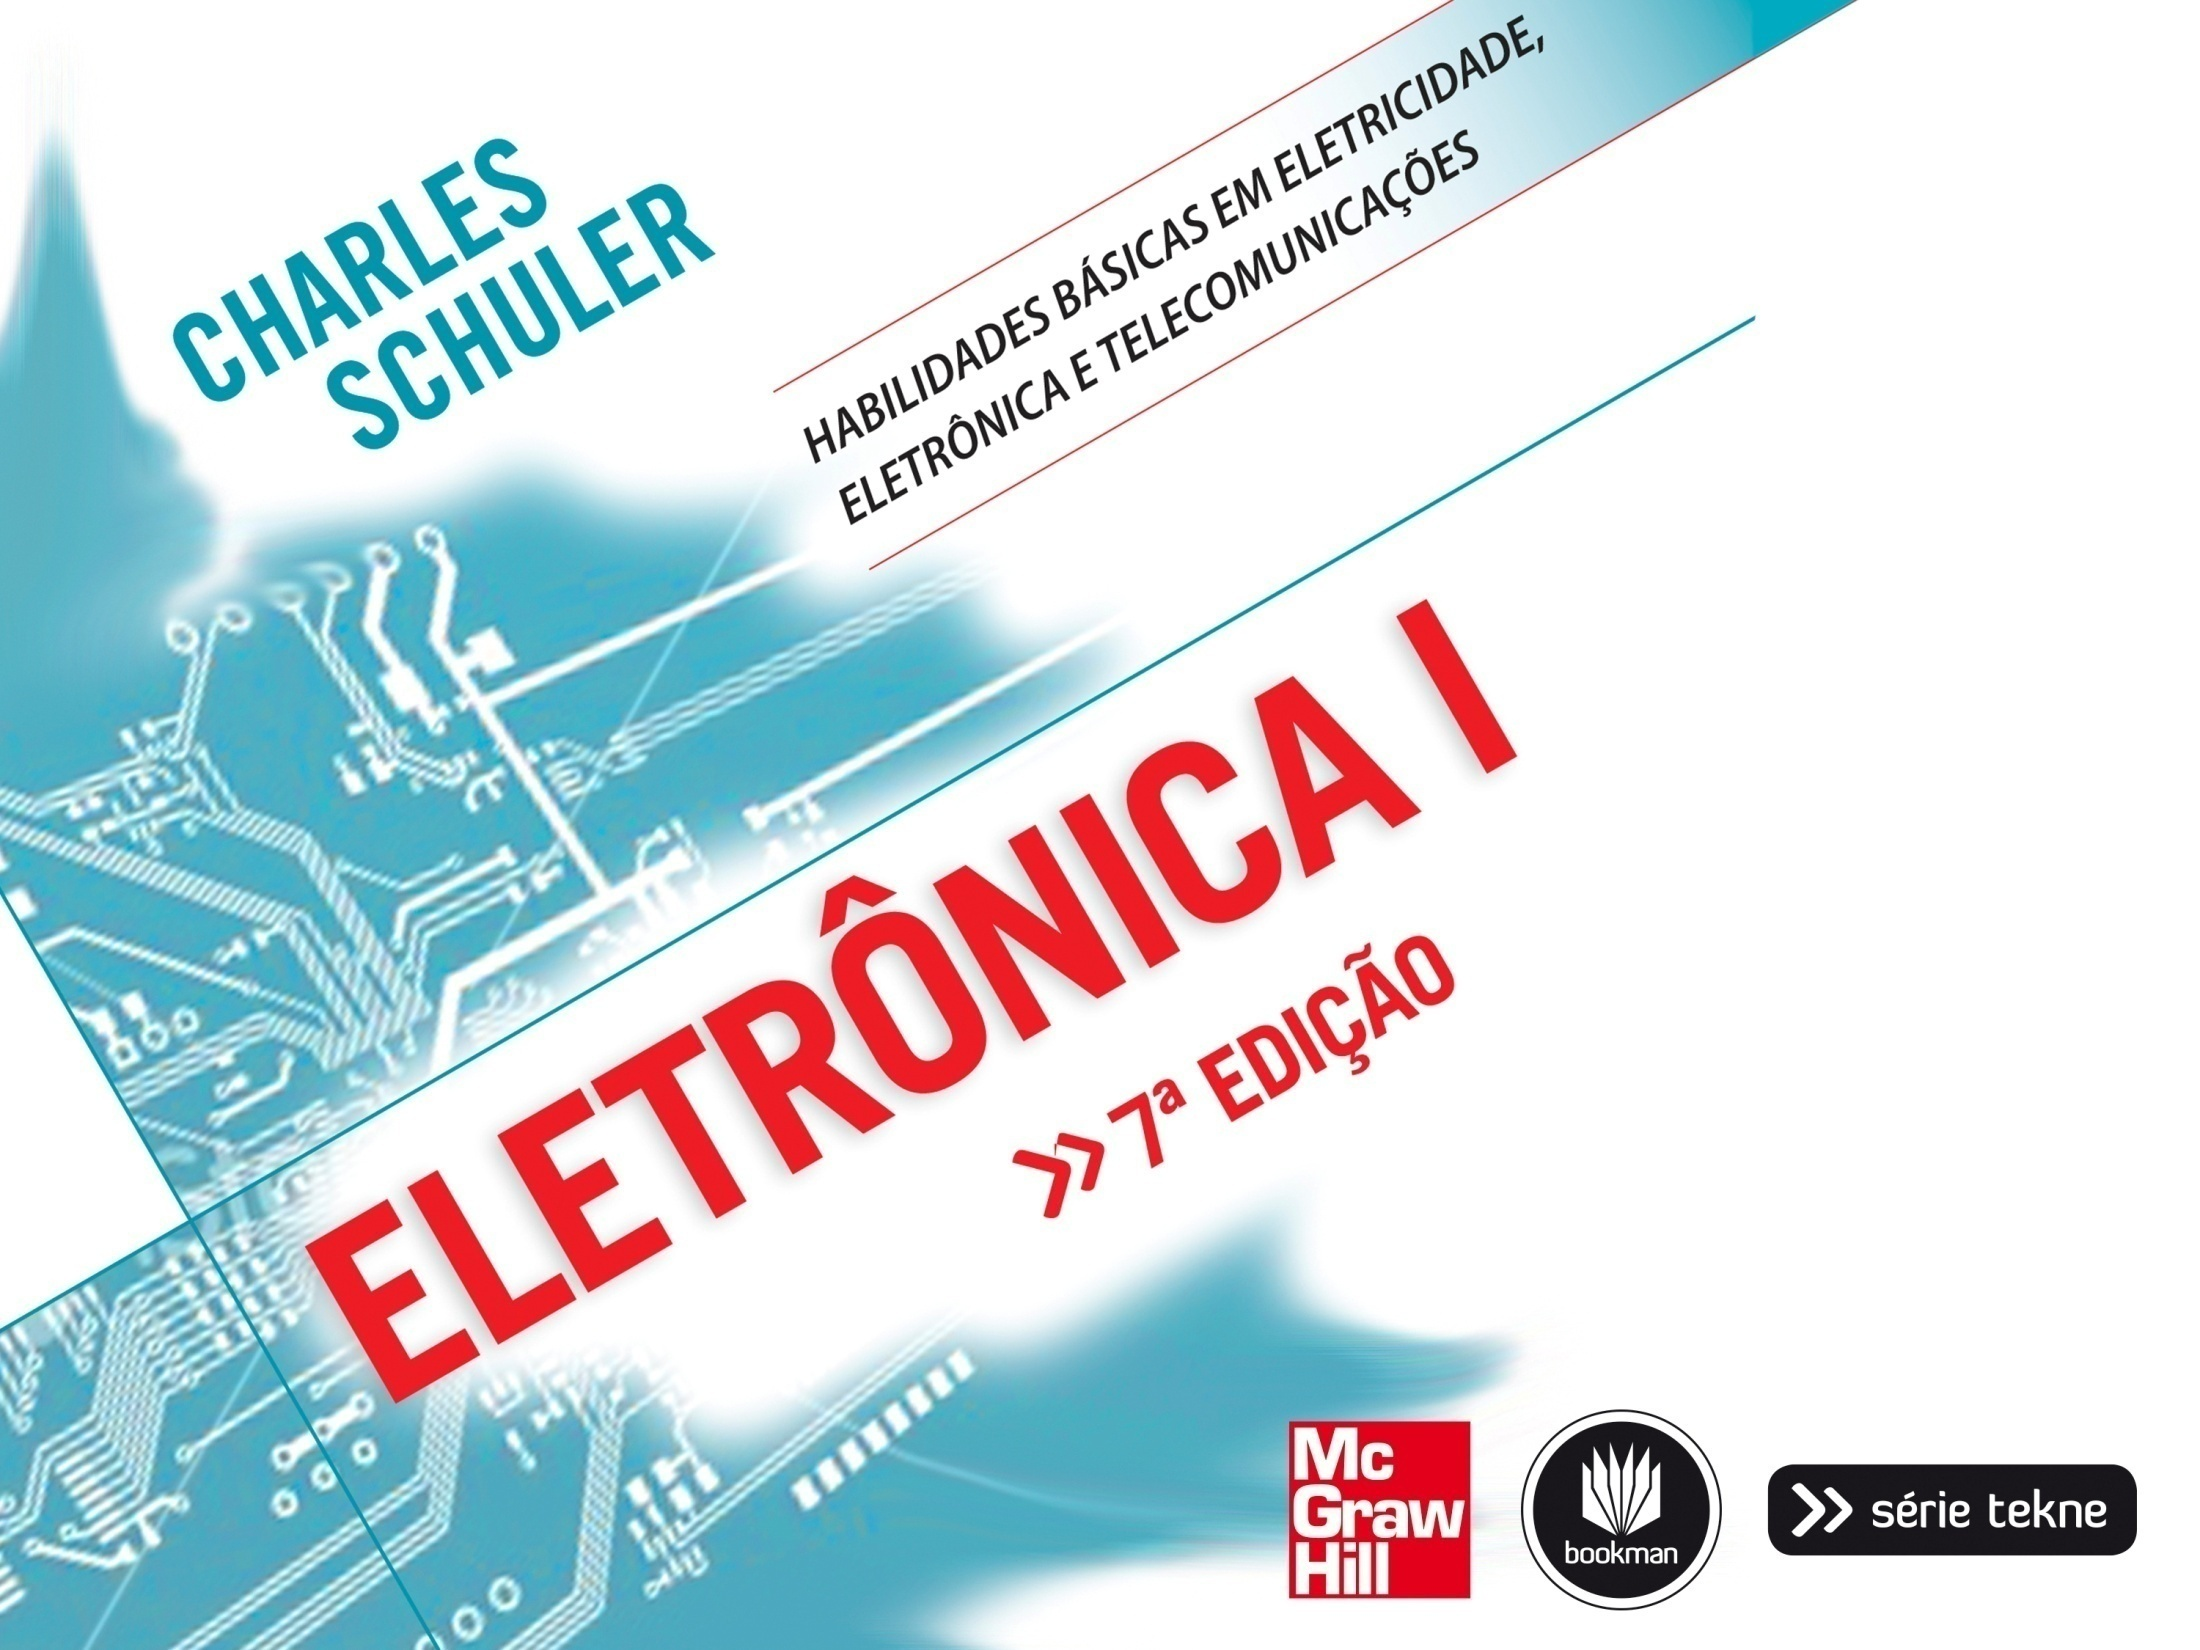 CHARLES
SCHULER
HABILIDADES BÁSICAS EM ELETRICIDADE,
ELETRÔNICA E TELECOMUNICAÇÕES
ELETRÔNICA I
7ª EDIÇÃO
Mc
Graw
Hill
bookman
série tekne